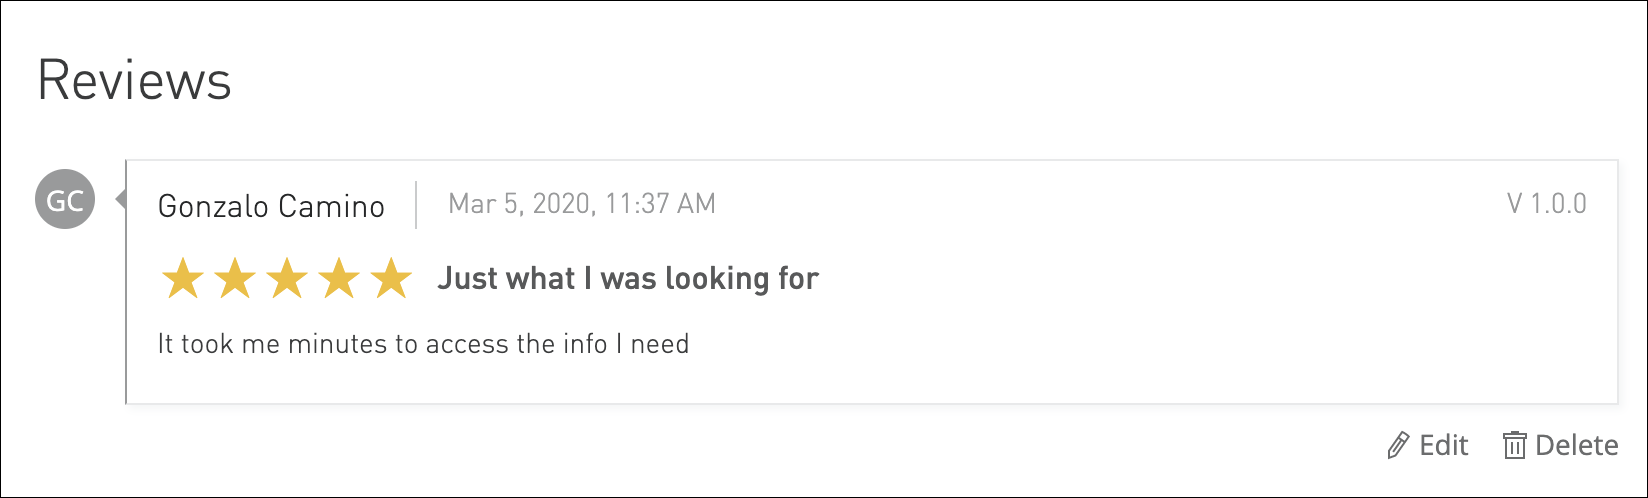 Reviews
GC
Gonzalo Camino
Mar 5, 2020, 11:37 AM
V 1.0.0
Just what I was looking for
It took me minutes to access the info I need
Edit
Delete